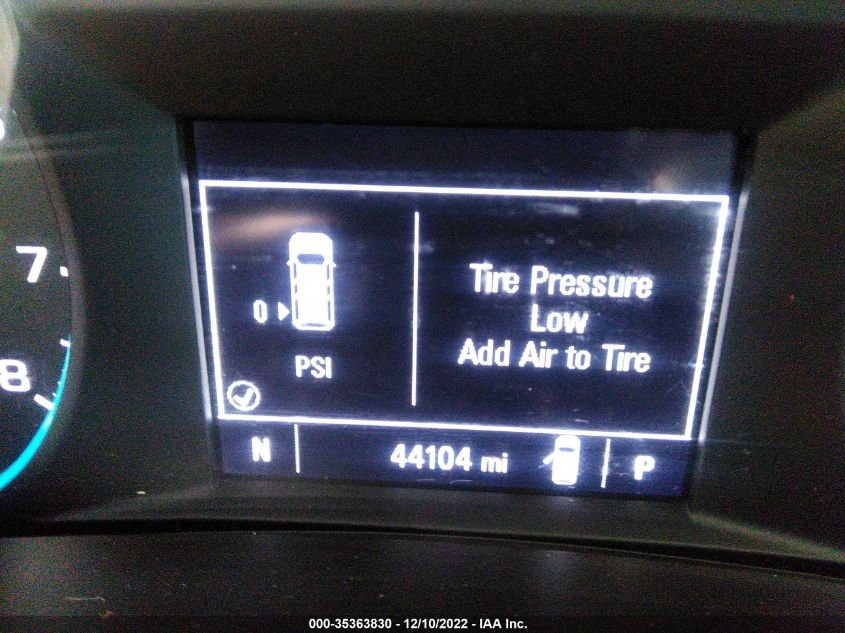 7
8
0
PSI
Tire Pressure
Low
Add Air to Tire
N
44104 mi
P
000-35363830 - 12/10/2022 - IAA Inc.